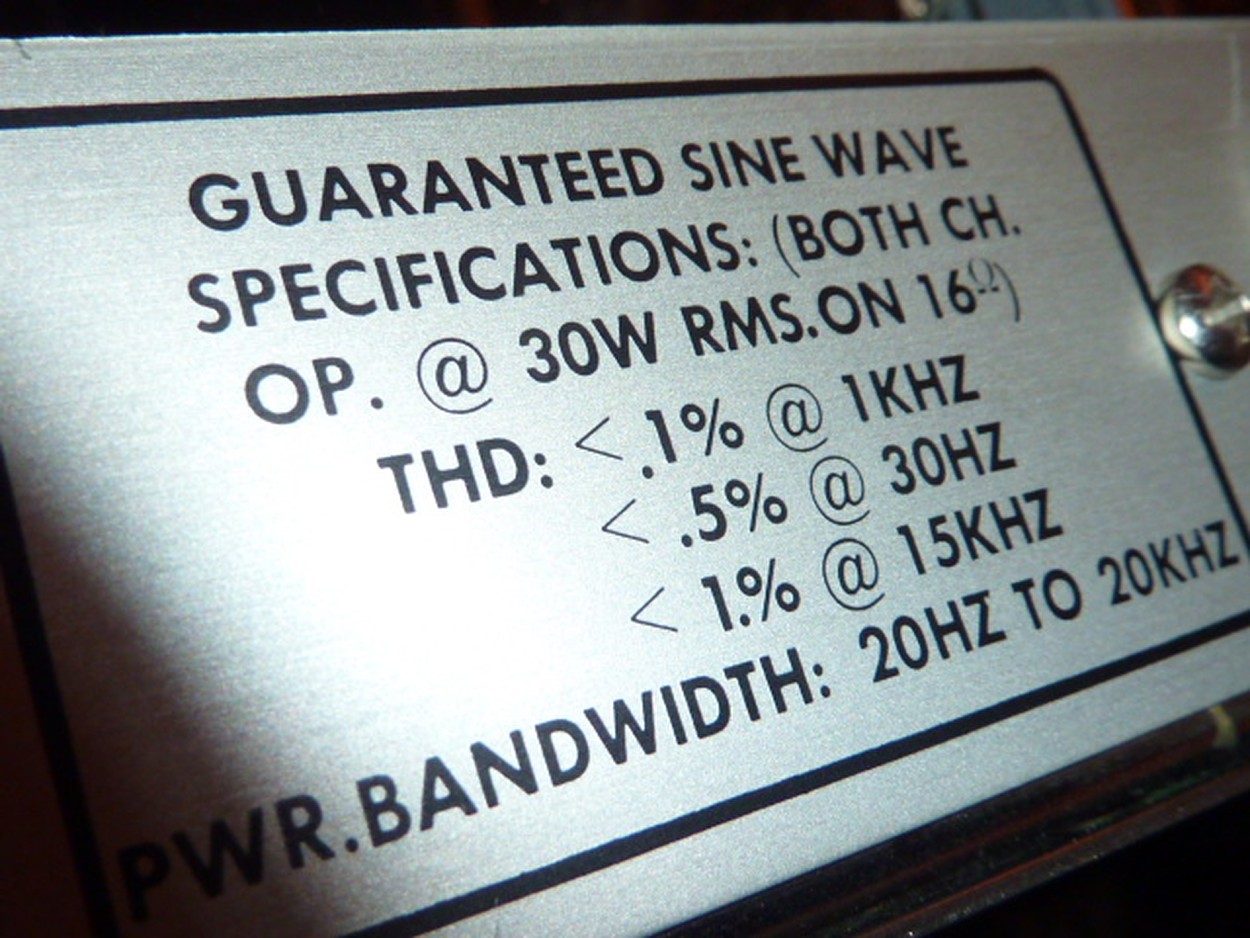 GUARANTEED SINE WAVE
SPECIFICATIONS: (BOTH CH.
OP. @ 30W RMS.ON 16Ω)
THD: < .1% @ 1KHZ
< .5% @ 30HZ
< 1.% @ 15KHZ
PWR.BANDWIDTH: 20HZ TO 20KHZ